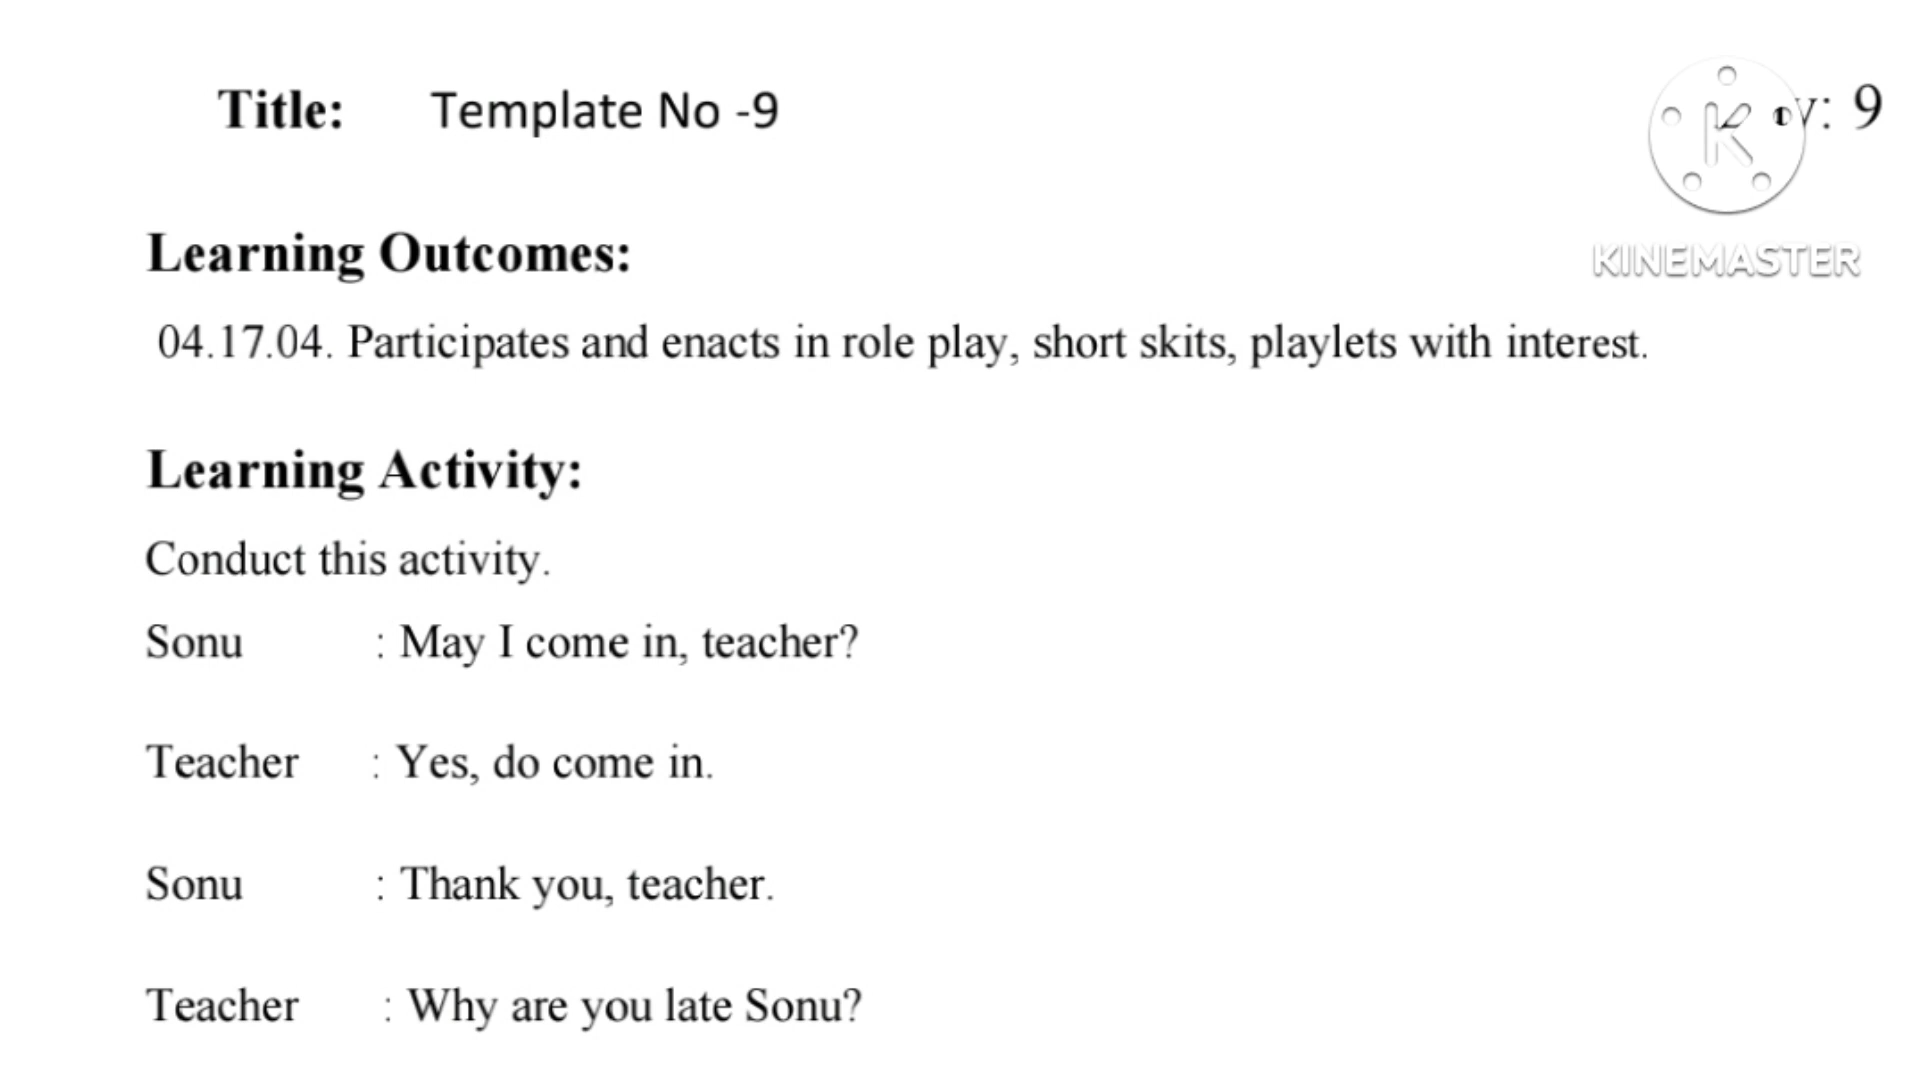 Title: Template No -9
: 9
KINEMASTER
Learning Outcomes:
04.17.04. Participates and enacts in role play, short skits, playlets with interest.
Learning Activity:
Conduct this activity.
Sonu : May I come in, teacher?
Teacher : Yes, do come in.
Sonu : Thank you, teacher.
Teacher : Why are you late Sonu?